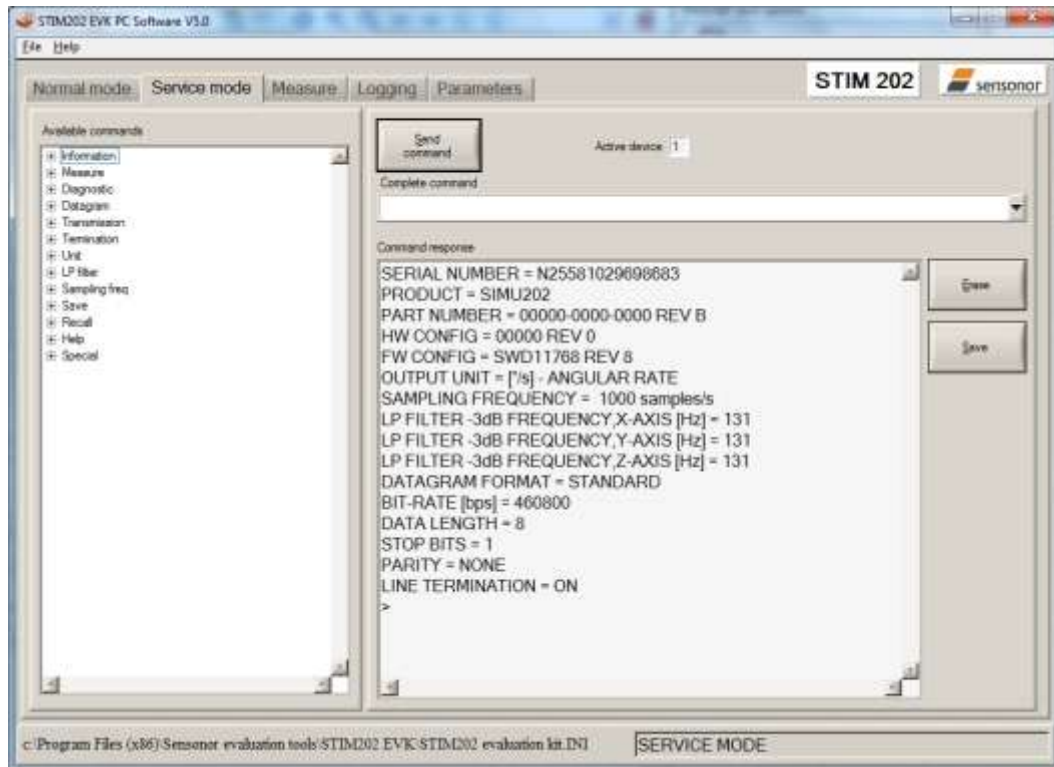 STIM202 EVK PC Software V3.0
File Help
Normal mode Service mode Measure Logging Parameters
STIM 202
sensonor
Available commands
Information
Measure
Diagnostic
Datagram
Transmission
Termination
Unit
LP filter
Sampling freq
Save
Recall
Help
Special
Send command
Active device 1
Complete command
Command response
SERIAL NUMBER = N25581029698683
PRODUCT = SIMU202
PART NUMBER = 00000-0000-0000 REV B
HW CONFIG = 00000 REV 0
FW CONFIG = SWD11768 REV 8
OUTPUT UNIT = [°/s] - ANGULAR RATE
SAMPLING FREQUENCY = 1000 samples/s
LP FILTER -3dB FREQUENCY,X-AXIS [Hz] = 131
LP FILTER -3dB FREQUENCY,Y-AXIS [Hz] = 131
LP FILTER -3dB FREQUENCY,Z-AXIS [Hz] = 131
DATAGRAM FORMAT = STANDARD
BIT-RATE [bps] = 460800
DATA LENGTH = 8
STOP BITS = 1
PARITY = NONE
LINE TERMINATION = ON
>
Erase
Save
c:\Program Files (x86)\Sensonor evaluation tools\STIM202 EVK\STIM202 evaluation kit.INI
SERVICE MODE